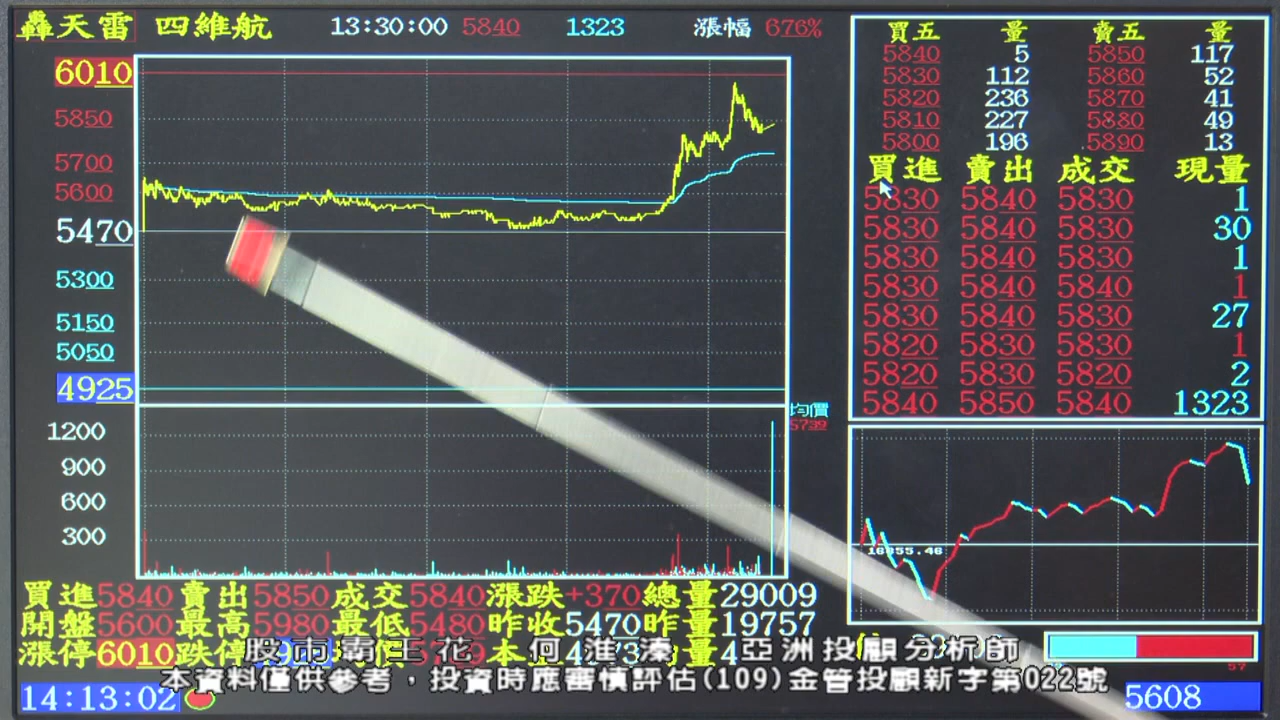 轟天雷 四維航 13:30:00 5840 1323 漲幅 676%
6010
5850
5700
5600
5470
5300
5150
5050
4925
1200
900
600
300
均價
5739
買五 量 賣五 量
5840 5 5850 117
5830 112 5860 52
5820 236 5870 41
5810 227 5880 49
5800 196 5890 13
買進 賣出 成交 現量
5830 5840 5830 1
5830 5840 5830 30
5830 5840 5830 1
5830 5840 5830 1
5830 5840 5830 27
5820 5840 5830 1
5820 5830 5820 2
5840 5850 5840 1323
16855.46
買進5840 賣出5850 成交5840 漲跌+370 總量29009
開盤5600 最高5980 最低5480 昨收5470 昨量19757
漲停6010
57
股市霸王花 何淮溱 亞洲投顧分析師
本資料僅供參考，投資時應審慎評估(109)金管投顧新字第022號
14:13:02
5608